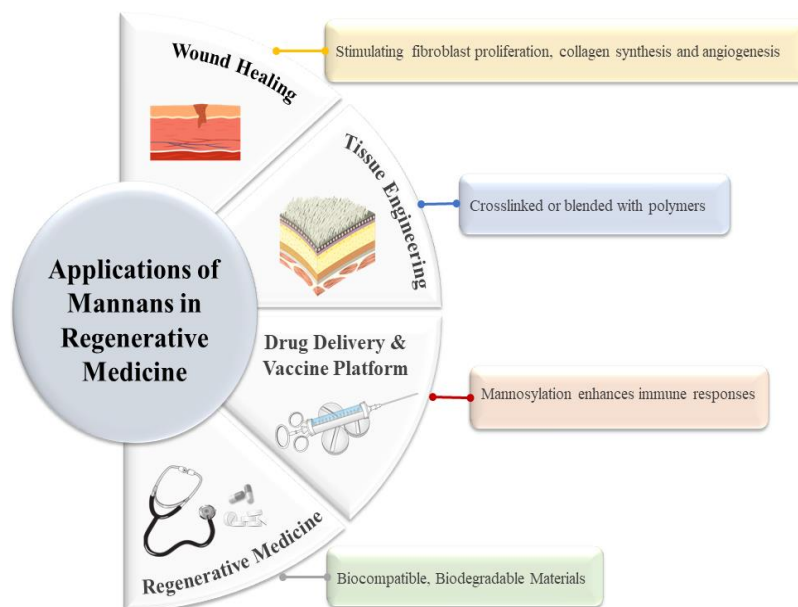 Wound Healing
Stimulating fibroblast proliferation, collagen synthesis and angiogenesis
Tissue Engineering
Crosslinked or blended with polymers
Applications of
Mannans in
Regenerative
Medicine
Drug Delivery &
Vaccine Platform
Mannosylation enhances immune responses
Regenerative Medicine
Biocompatible, Biodegradable Materials